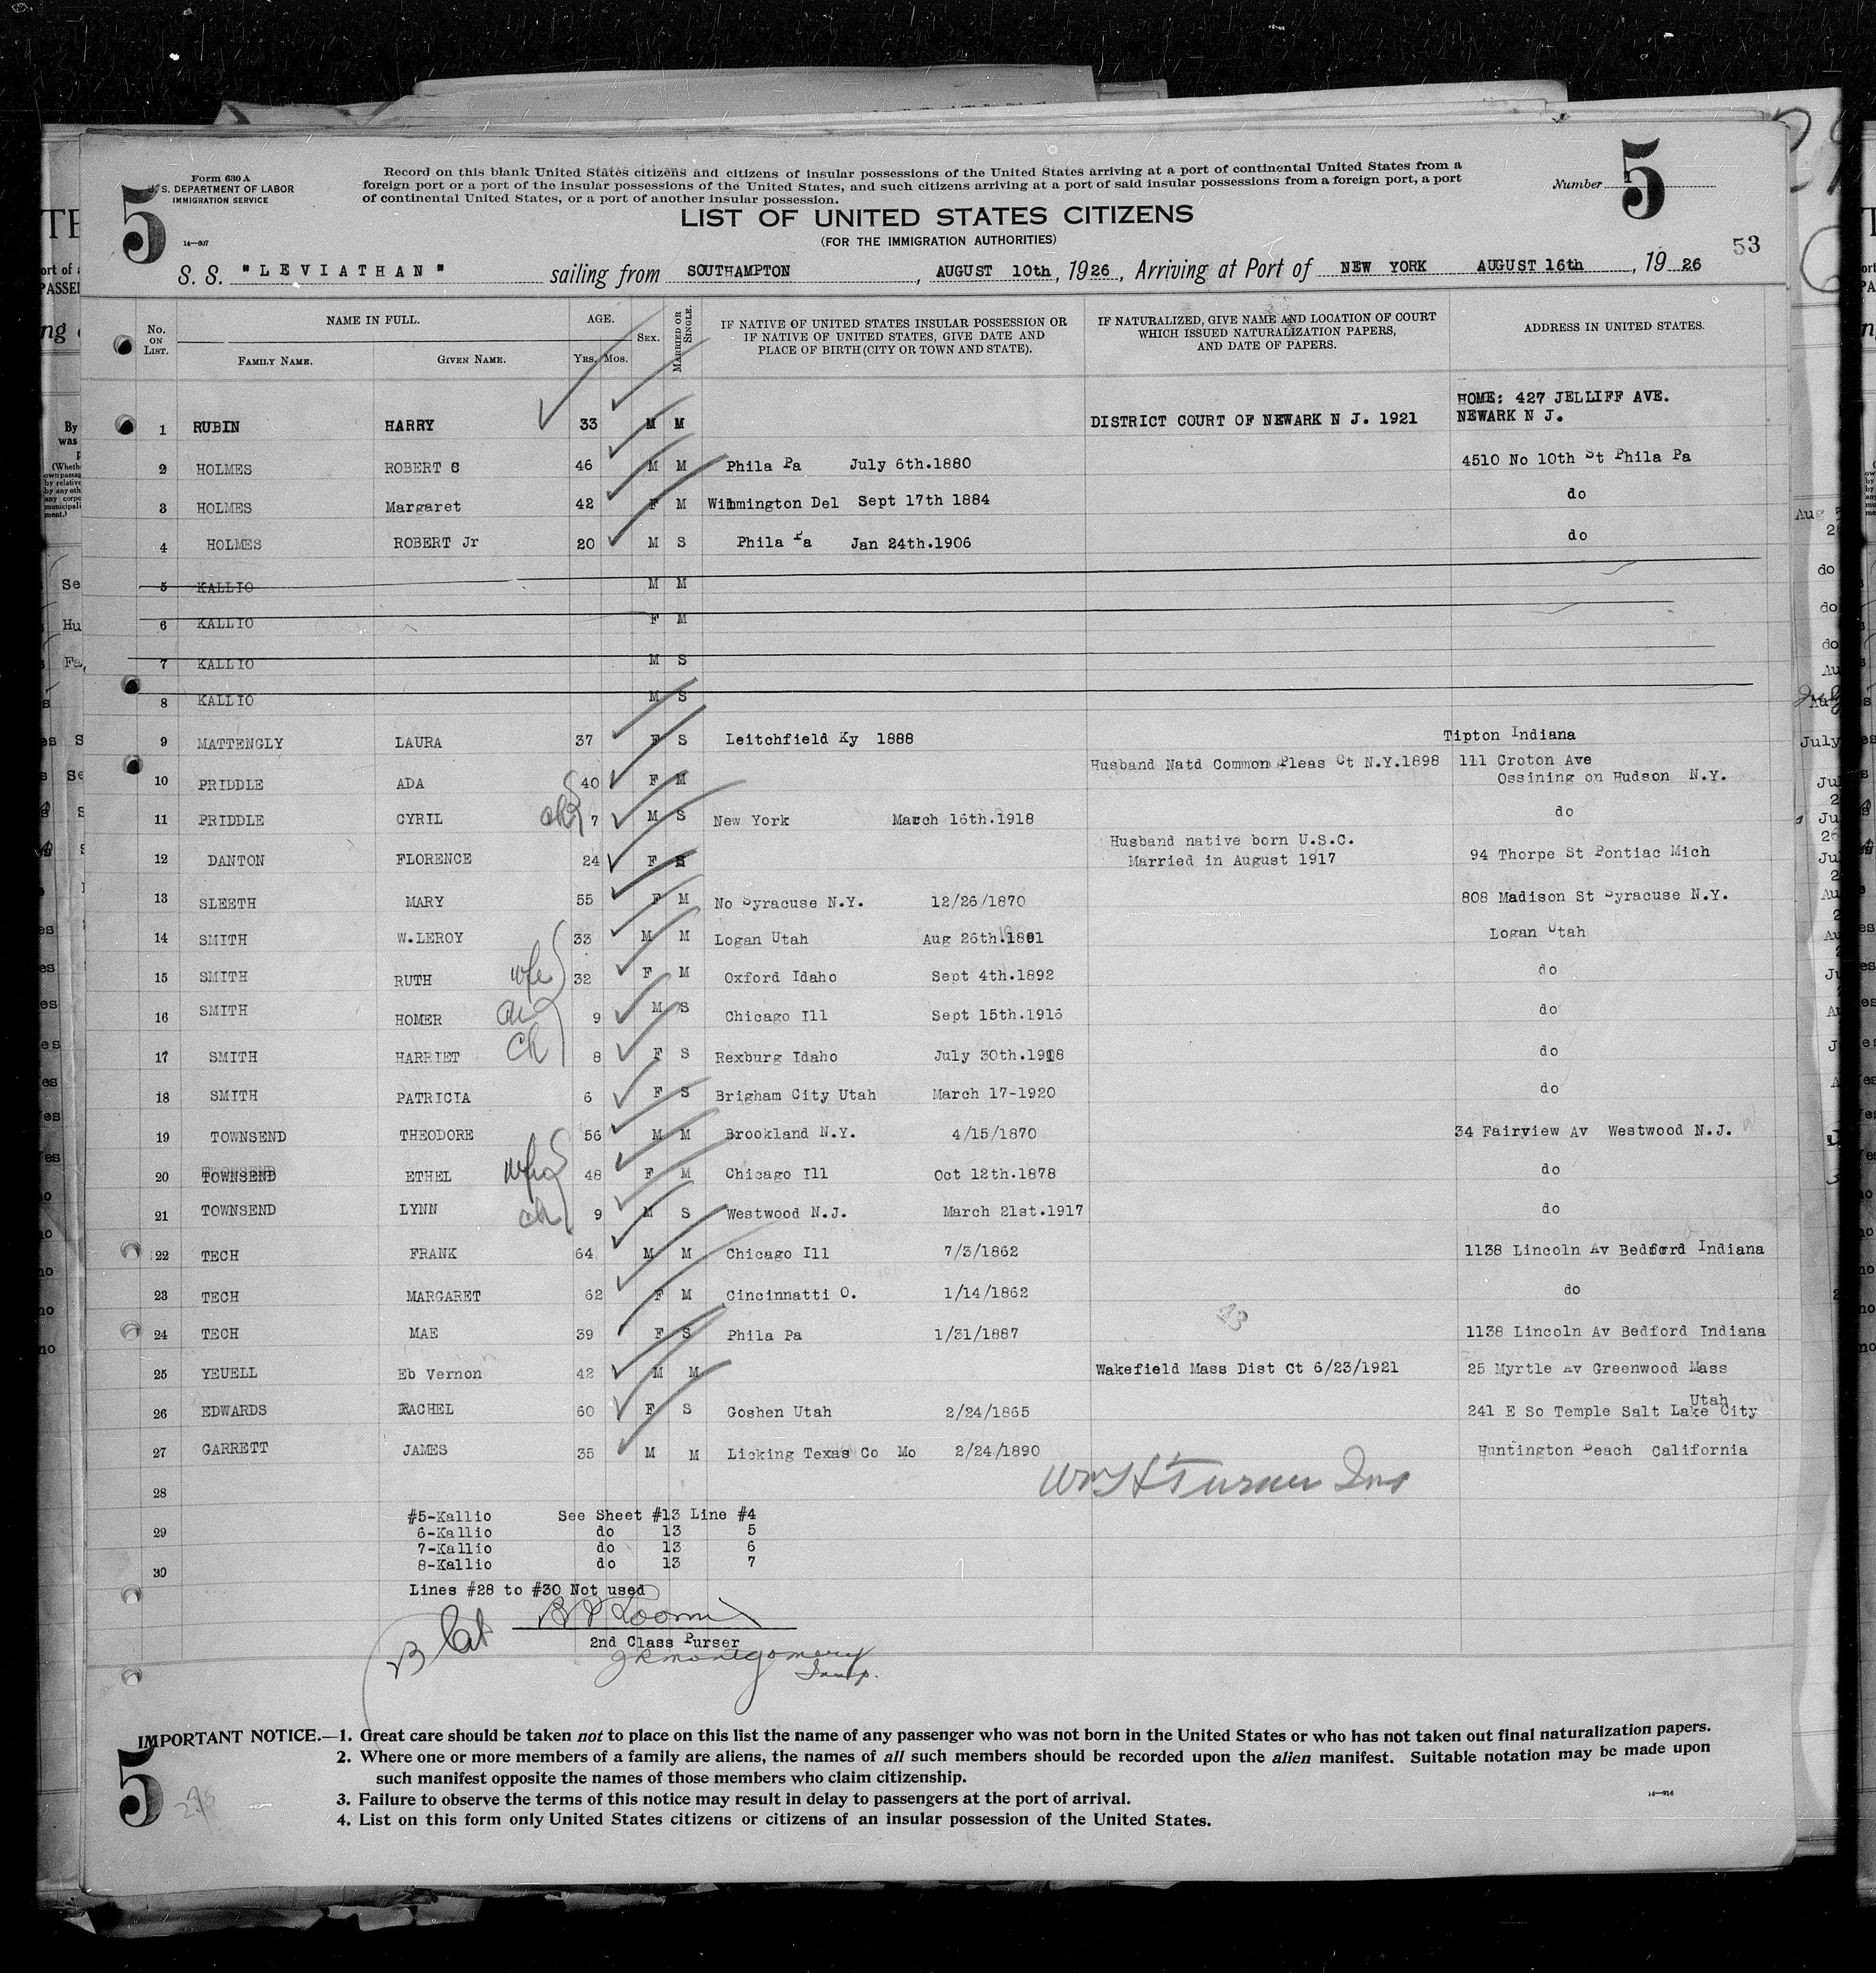 Form 630 A
U. S. DEPARTMENT OF LABOR
IMMIGRATION SERVICE
14—507
5
Record on this blank United States citizens and citizens of insular possessions of the United States arriving at a port of continental United States from a
foreign port or a port of the insular possessions of the United States, and such citizens arriving at a port of said insular possessions from a foreign port, a port
of continental United States, or a port of another insular possession.
Number 5
LIST OF UNITED STATES CITIZENS
(FOR THE IMMIGRATION AUTHORITIES)
53
S. S. "LEVIATHAN" sailing from SOUTHAMPTON, AUGUST 10th, 1926, Arriving at Port of NEW YORK AUGUST 16th, 1926
No. ON LIST. NAME IN FULL. FAMILY NAME. GIVEN NAME. AGE. Yrs. Mos. SEX. MARRIED OR SINGLE. IF NATIVE OF UNITED STATES INSULAR POSSESSION OR IF NATIVE OF UNITED STATES, GIVE DATE AND PLACE OF BIRTH (CITY OR TOWN AND STATE). IF NATURALIZED, GIVE NAME AND LOCATION OF COURT WHICH ISSUED NATURALIZATION PAPERS, AND DATE OF PAPERS. ADDRESS IN UNITED STATES.
1 RUBIN HARRY 33 M M DISTRICT COURT OF NEWARK N J. 1921 HOME: 427 JELLIFF AVE. NEWARK N J.
2 HOLMES ROBERT S 46 M M Phila Pa July 6th.1880 4510 No 10th St Phila Pa
3 HOLMES Margaret 42 F M Wilmington Del Sept 17th 1884 do
4 HOLMES ROBERT Jr 20 M S Phila Pa Jan 24th.1906 do
5 KALLIO M M
6 KALLIO F M
7 KALLIO M S
8 KALLIO M S
9 MATTENGLY LAURA 37 F S Leitchfield Ky 1888 Tipton Indiana
10 PRIDDLE ADA 40 F M Husband Natd Common Pleas Ct N.Y.1898 111 Croton Ave Ossining on Hudson N.Y.
11 PRIDDLE CYRIL ch 7 M S New York March 16th.1918 do
12 DANTON FLORENCE 24 F Husband native born U.S.C. Married in August 1917 94 Thorpe St Pontiac Mich
13 SLEETH MARY 55 F M No Syracuse N.Y. 12/26/1870 808 Madison St Syracuse N.Y.
14 SMITH W.LEROY 33 M M Logan Utah Aug 26th. Logan Utah
15 SMITH RUTH wfe 32 F M Oxford Idaho Sept 4th.1892 do
16 SMITH HOMER ch 9 M S Chicago Ill Sept 15th.1916 do
17 SMITH HARRIET ch 8 F S Rexburg Idaho July 30th.1918 do
18 SMITH PATRICIA 6 F S Brigham City Utah March 17-1920 do
19 TOWNSEND THEODORE 56 M M Brookland N.Y. 4/15/1870 34 Fairview Av Westwood N.J.
20 TOWNSEND ETHEL wfe 48 F M Chicago Ill Oct 12th.1878 do
21 TOWNSEND LYNN ch 9 M S Westwood N.J. March 21st.1917 do
22 TECH FRANK 64 M M Chicago Ill 7/3/1862 1138 Lincoln Av Bedford Indiana
23 TECH MARGARET 62 F M Cincinnatti O. 1/14/1862 do
24 TECH MAE 39 F S Phila Pa 1/31/1887 1138 Lincoln Av Bedford Indiana
25 YEUELL Eb Vernon 42 M M Wakefield Mass Dist Ct 6/23/1921 25 Myrtle Av Greenwood Mass
26 EDWARDS RACHEL 60 F S Goshen Utah 2/24/1865 241 E So Temple Salt Lake City Utah
27 GARRETT JAMES 35 M M Licking Texas Co Mo 2/24/1890 Huntington Beach California
28 Wm H Turner Ins
#5-Kallio See Sheet #13 Line #4
29 6-Kallio do 13 5
7-Kallio do 13 6
30 8-Kallio do 13 7
Lines #28 to #30 Not used
2nd Class Purser
J R Montgomery
Insp.
IMPORTANT NOTICE.—1. Great care should be taken not to place on this list the name of any passenger who was not born in the United States or who has not taken out final naturalization papers.
2. Where one or more members of a family are aliens, the names of all such members should be recorded upon the alien manifest. Suitable notation may be made upon
such manifest opposite the names of those members who claim citizenship.
3. Failure to observe the terms of this notice may result in delay to passengers at the port of arrival.
4. List on this form only United States citizens or citizens of an insular possession of the United States.
14—214
5